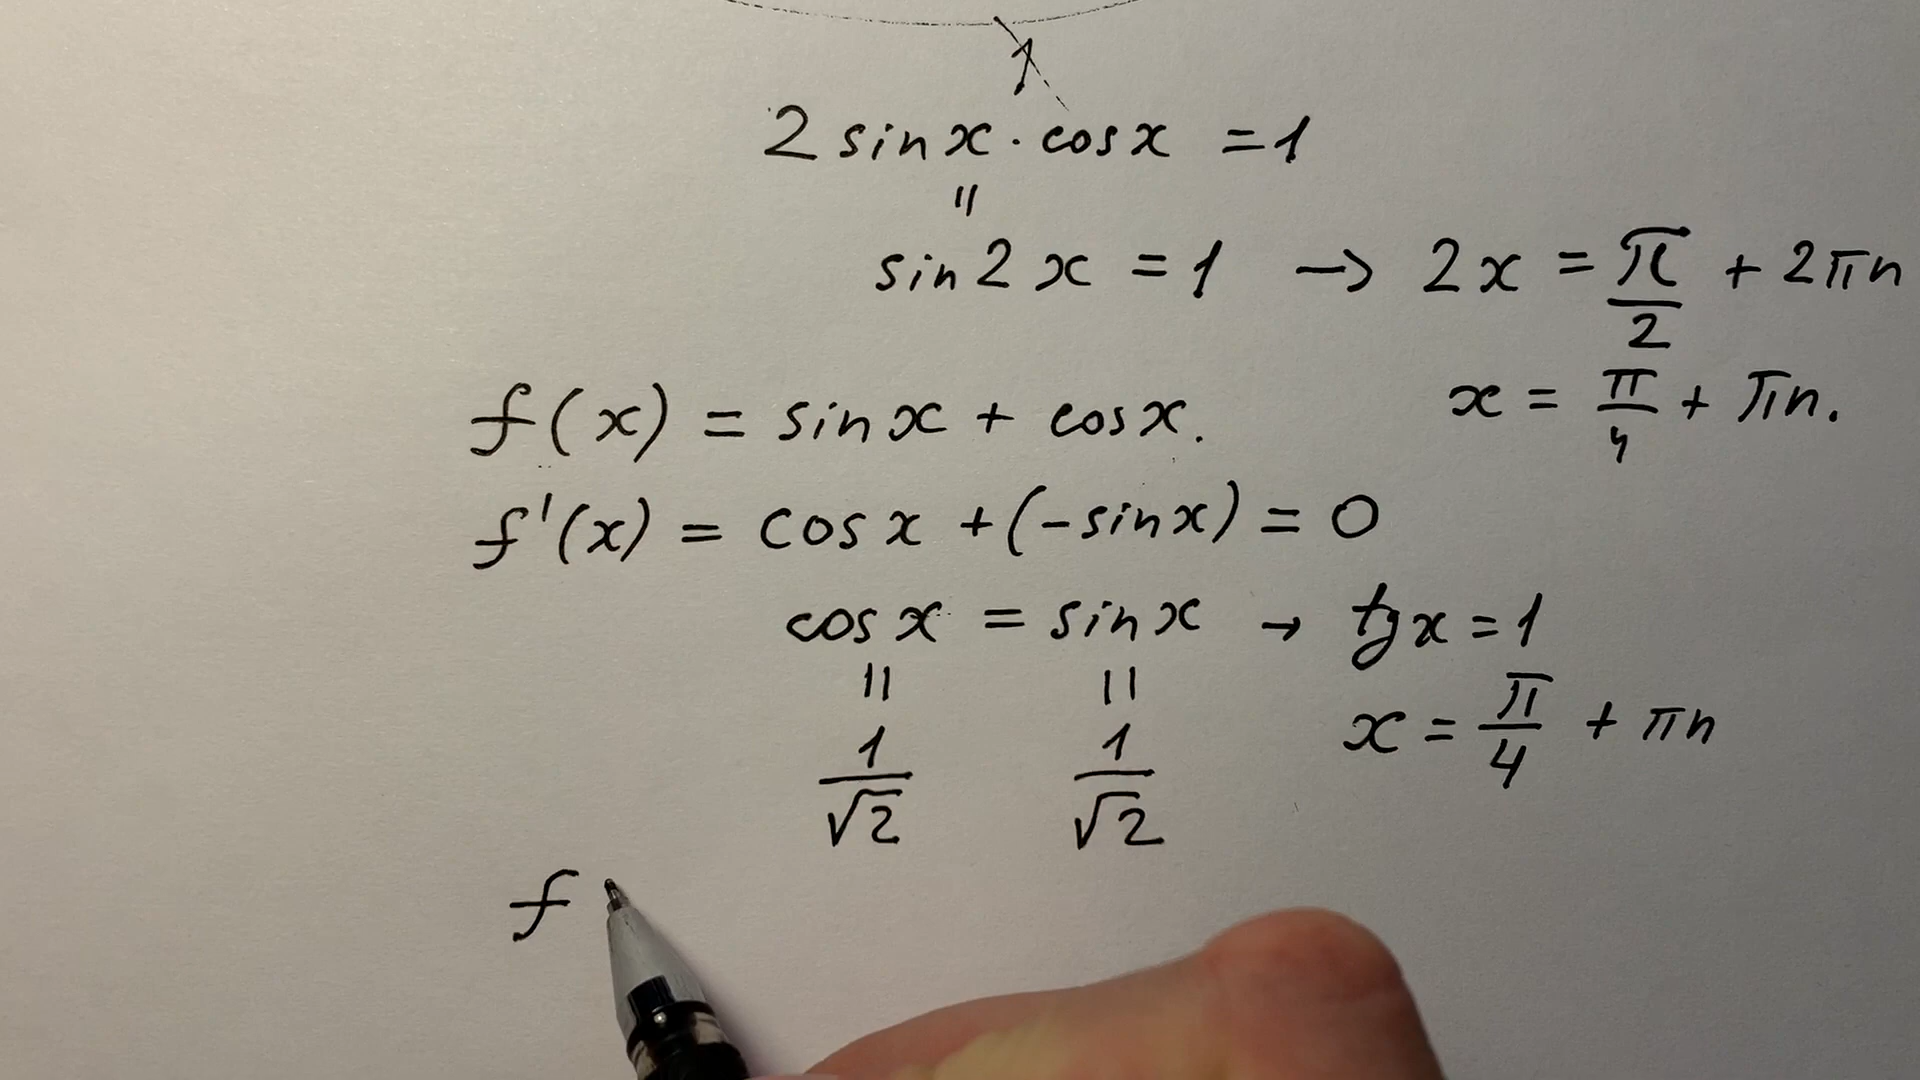 1
2 sin x · cos x = 1
||
sin 2x = 1 → 2x = π/2 + 2πn
x = π/4 + πn.
f(x) = sin x + cos x.
f'(x) = cos x + (-sin x) = 0
cos x = sin x → tg x = 1
|| ||
1/√2 1/√2
x = π/4 + πn
f